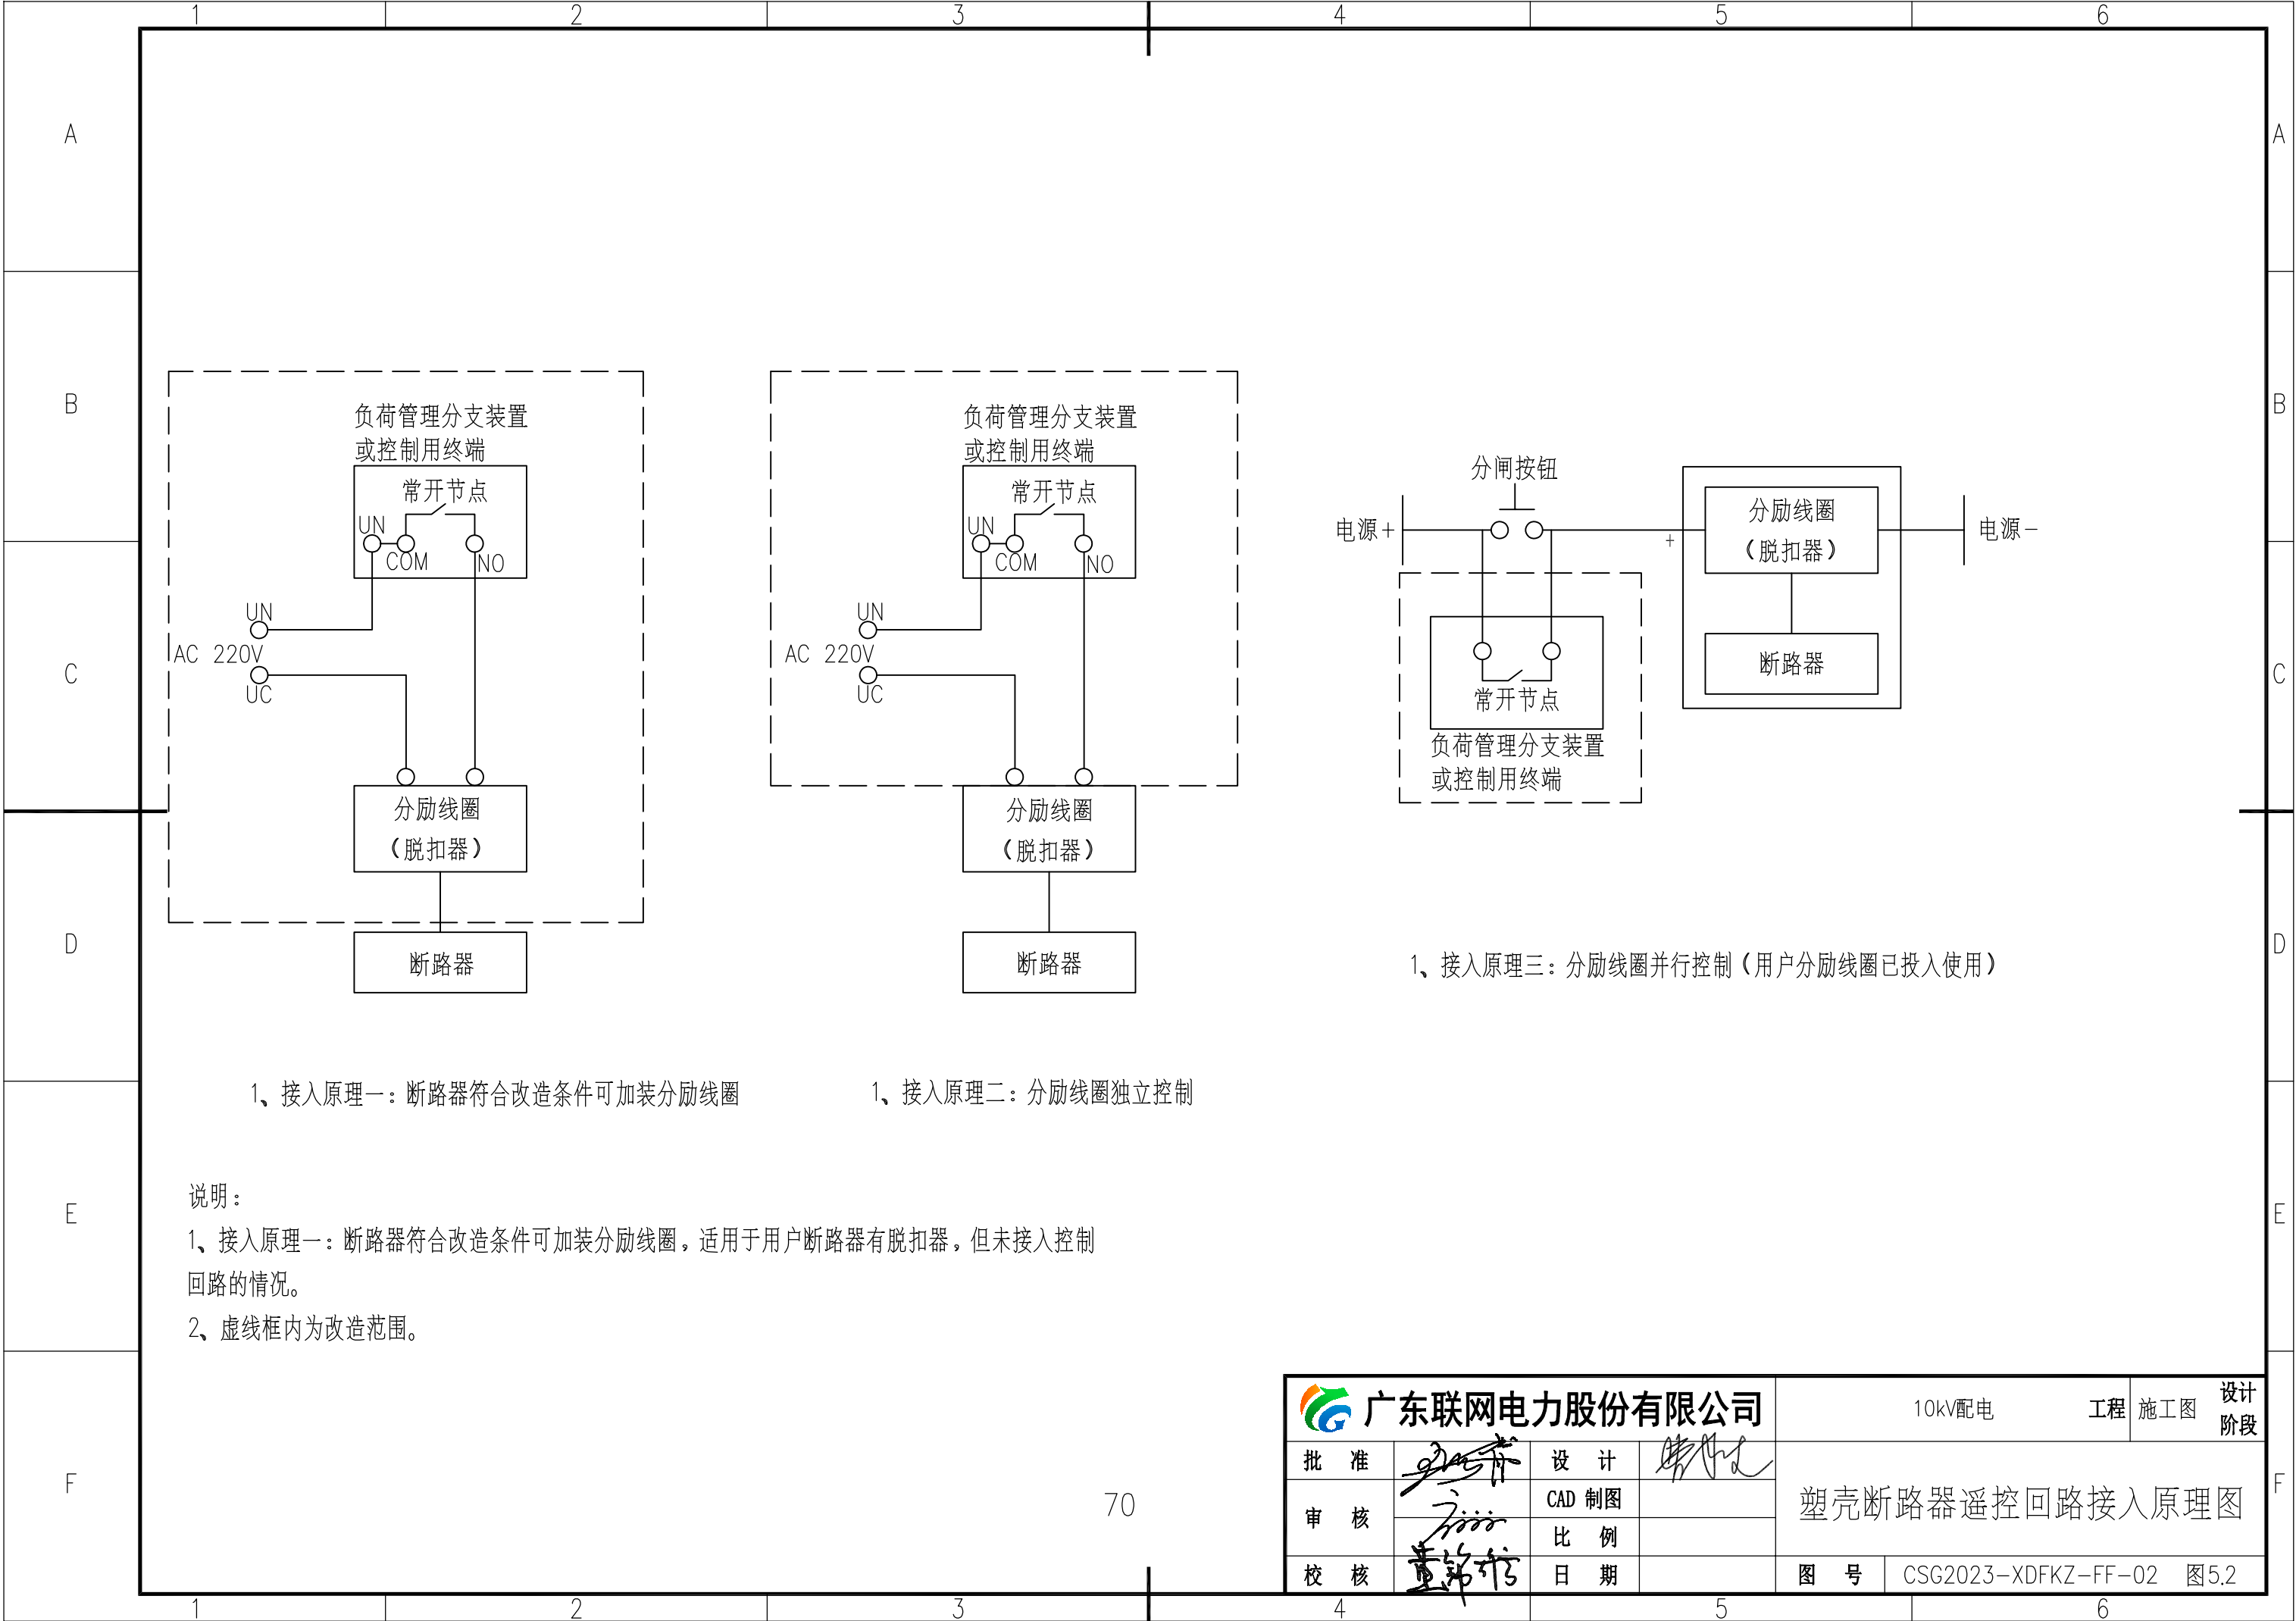 1 2 3 4 5 6
A A
B B
C C
D D
E E
F F
负荷管理分支装置
或控制用终端
常开节点
UN
COM
NO
UN
AC 220V
UC
分励线圈
（脱扣器）
断路器
1、接入原理一：断路器符合改造条件可加装分励线圈
负荷管理分支装置
或控制用终端
常开节点
UN
COM
NO
UN
AC 220V
UC
分励线圈
（脱扣器）
断路器
1、接入原理二：分励线圈独立控制
分闸按钮
电源+
+
分励线圈
（脱扣器）
电源-
断路器
常开节点
负荷管理分支装置
或控制用终端
1、接入原理三：分励线圈并行控制（用户分励线圈已投入使用）
说明：
1、接入原理一：断路器符合改造条件可加装分励线圈，适用于用户断路器有脱扣器，但未接入控制
回路的情况。
2、虚线框内为改造范围。
70
广东联网电力股份有限公司
10kV配电 工程 施工图 设计
阶段
批 准 设 计
审 核 CAD 制图
比 例
校 核 日 期
塑壳断路器遥控回路接入原理图
图 号 CSG2023-XDFKZ-FF-02 图5.2
1 2 3 4 5 6